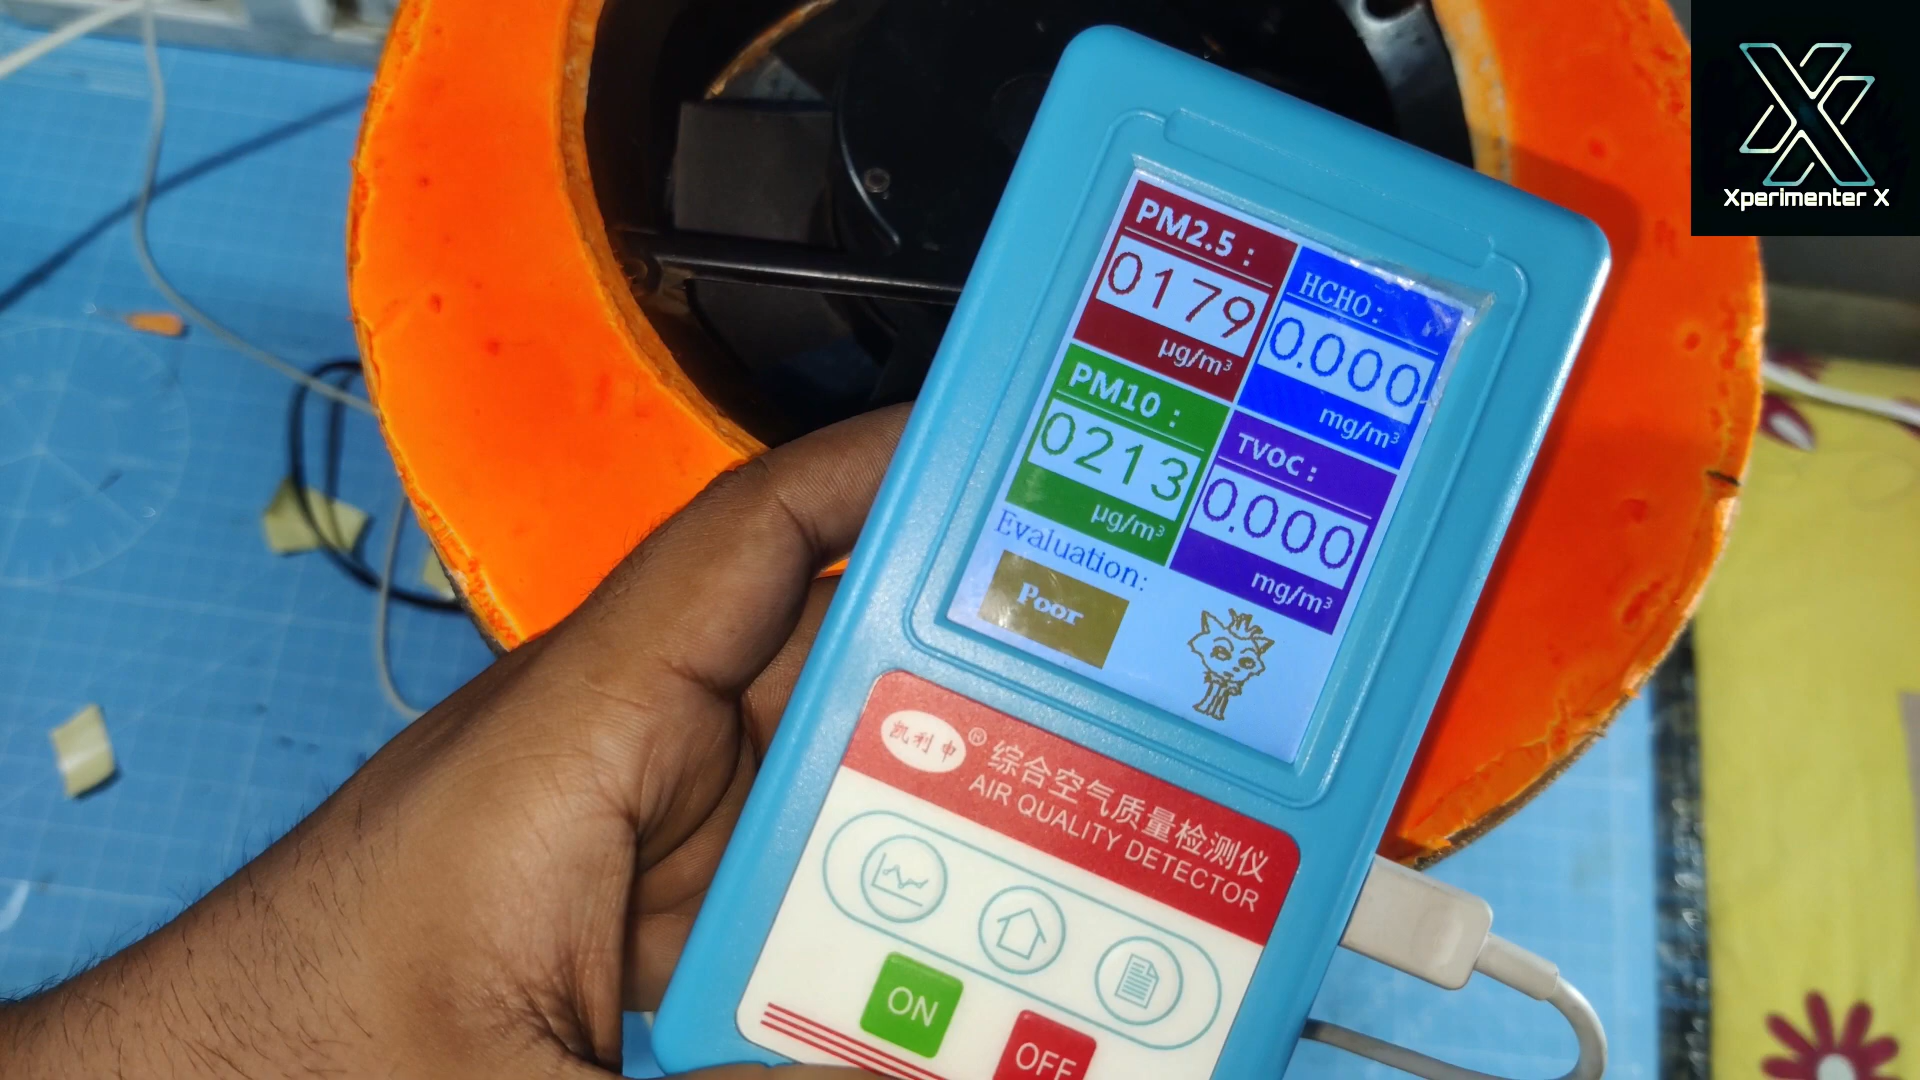 Xperimenter X
PM2.5 :
0179
μg/m³
HCHO:
0.000
mg/m³
PM10 :
0213
μg/m³
TVOC :
0.000
mg/m³
Evaluation:
Poor
凯利申®
综合空气质量检测仪
AIR QUALITY DETECTOR
ON
OFF